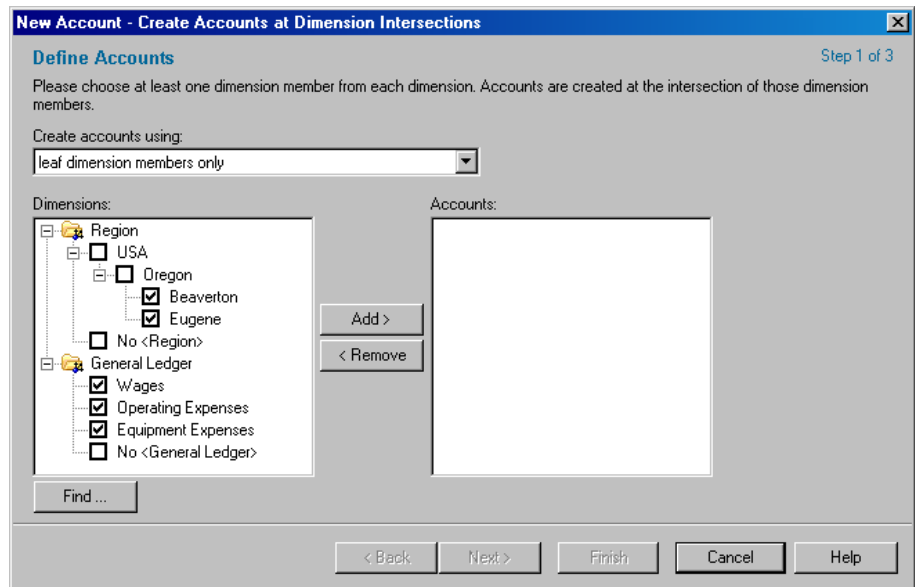 New Account - Create Accounts at Dimension Intersections
Define Accounts
Step 1 of 3
Please choose at least one dimension member from each dimension. Accounts are created at the intersection of those dimension
members.
Create accounts using:
leaf dimension members only
Dimensions:
Region
USA
Oregon
Beaverton
Eugene
No <Region>
General Ledger
Wages
Operating Expenses
Equipment Expenses
No <General Ledger>
Find ...
Add >
< Remove
Accounts:
< Back
Next >
Finish
Cancel
Help